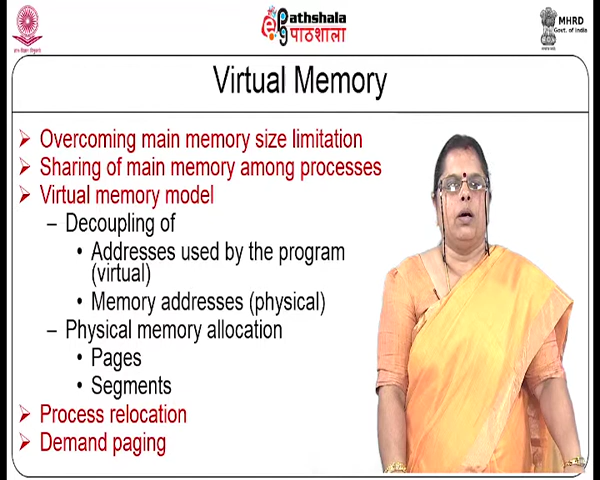 ePathshala
पाठशाला
MHRD
Govt. of India
Virtual Memory
➢ Overcoming main memory size limitation
➢ Sharing of main memory among processes
➢ Virtual memory model
– Decoupling of
• Addresses used by the program
(virtual)
• Memory addresses (physical)
– Physical memory allocation
• Pages
• Segments
➢ Process relocation
➢ Demand paging